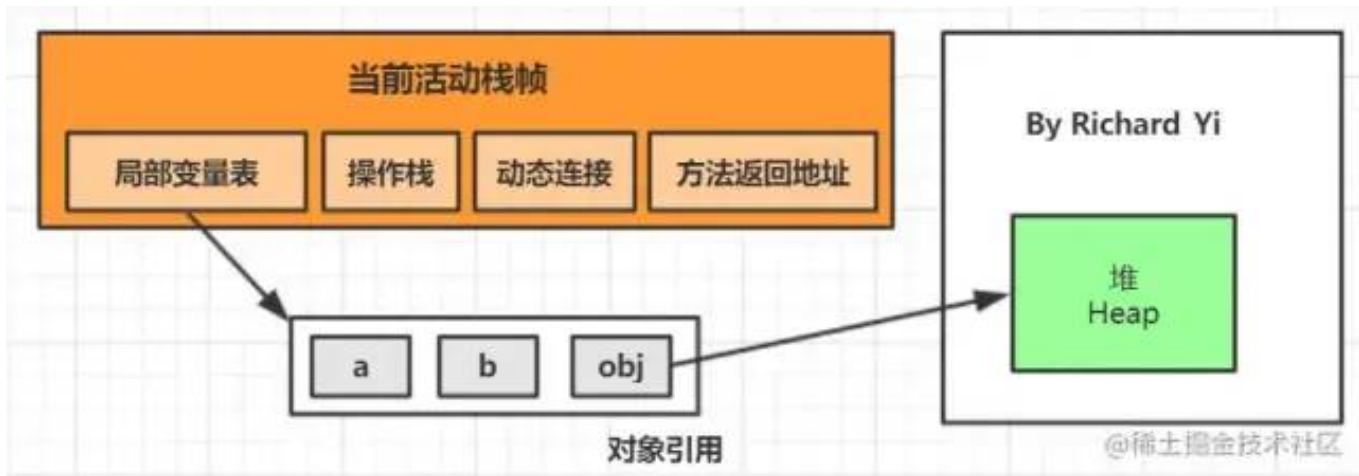 当前活动栈帧
局部变量表 操作栈 动态连接 方法返回地址
By Richard Yi
堆
Heap
a b obj
对象引用
@稀土掘金技术社区